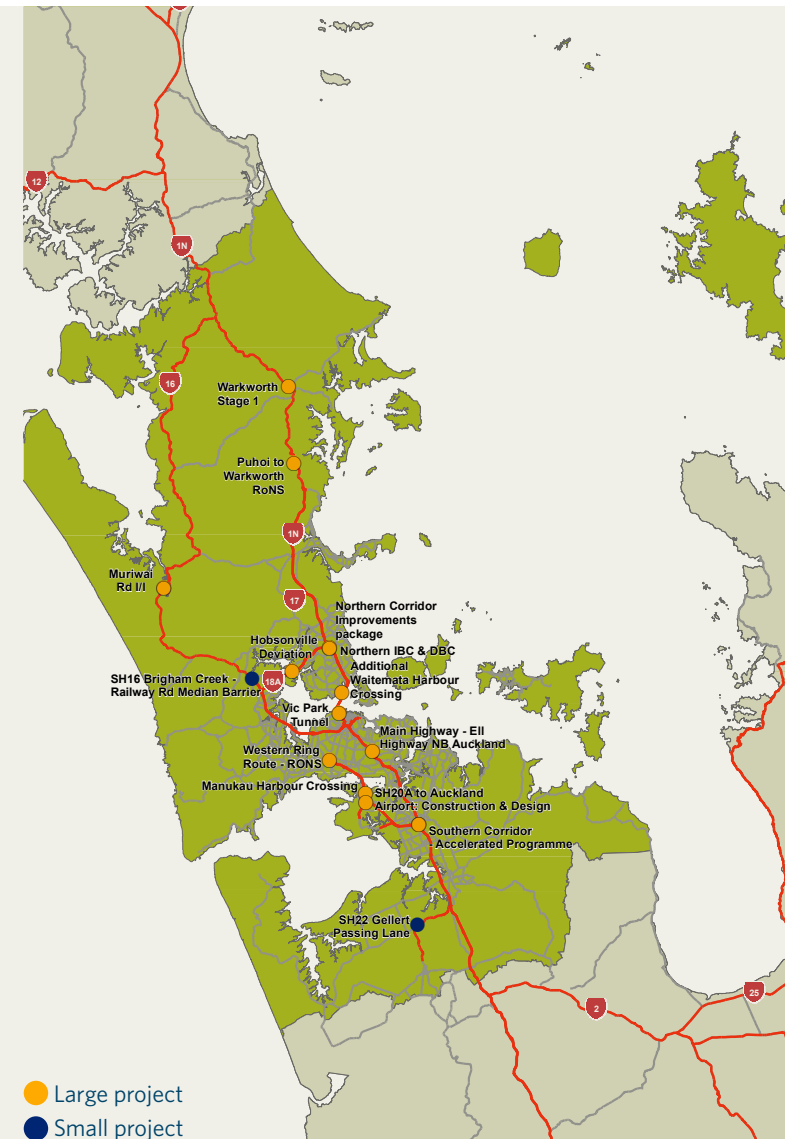 12
1N
16
Warkworth
Stage 1
Puhoi to
Warkworth
RoNS
1N
Muriwai
Rd I/I
17
Northern Corridor
Improvements
package
Hobsonville
Deviation
Northern IBC & DBC
Additional
Waitemata Harbour
Crossing
SH16 Brigham Creek -
Railway Rd Median Barrier
18A
Vic Park
Tunnel
Main Highway - Ell
Highway NB Auckland
Western Ring
Route - RONS
Manukau Harbour Crossing
SH20A to Auckland
Airport: Construction & Design
Southern Corridor
- Accelerated Programme
SH22 Gellert
Passing Lane
25
2
Large project
Small project